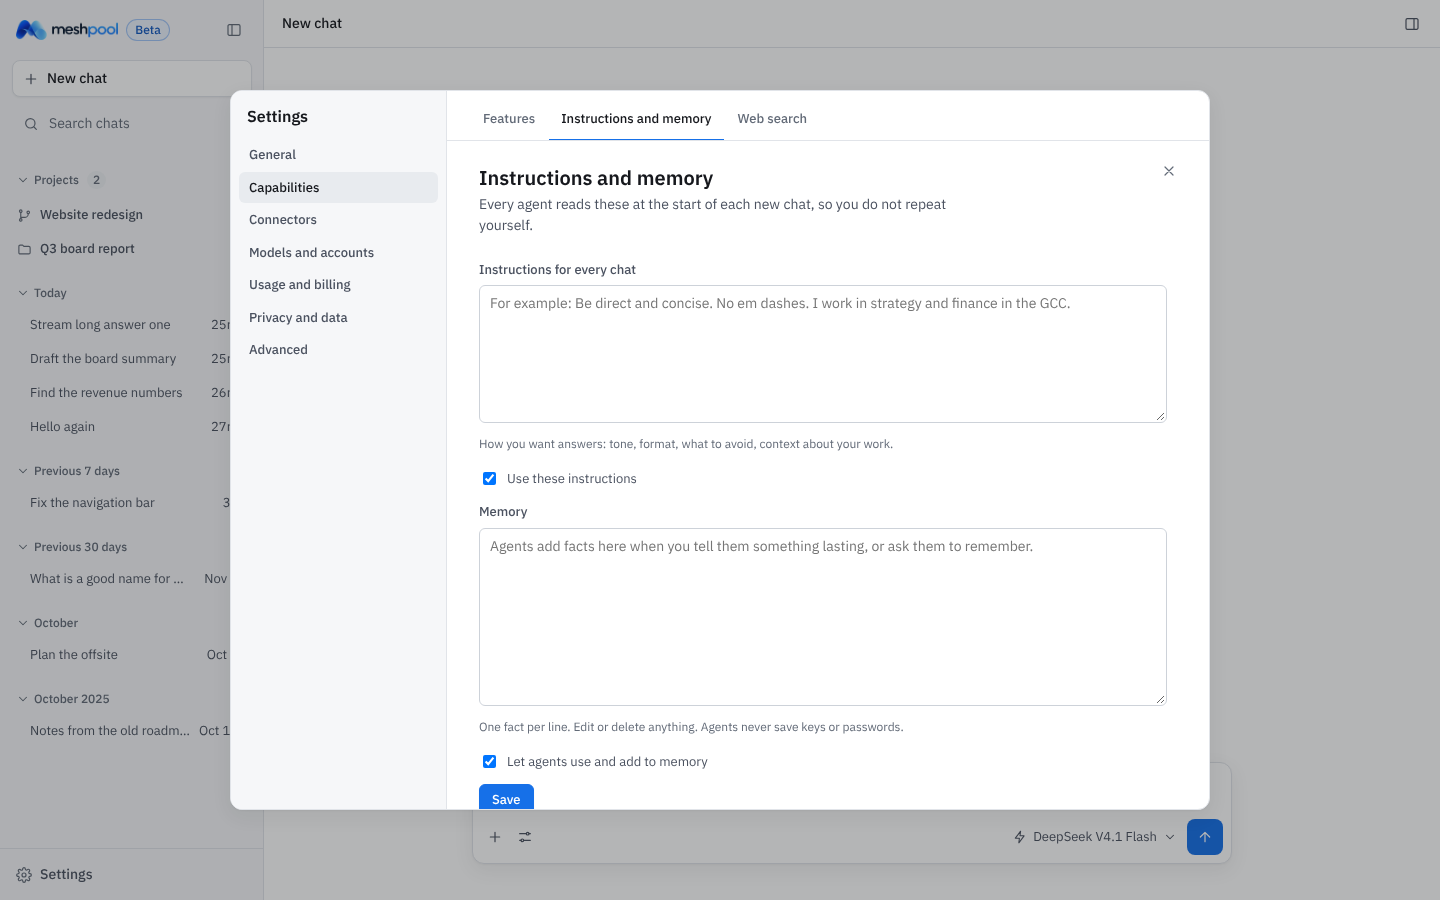 meshpool Beta
New chat
New chat
Search chats
Projects 2
Website redesign
Q3 board report
Today
Stream long answer one 25
Draft the board summary 25
Find the revenue numbers 26
Hello again 27
Previous 7 days
Fix the navigation bar 3
Previous 30 days
What is a good name for ... Nov
October
Plan the offsite Oct
October 2025
Notes from the old roadm... Oct 1
Settings
Settings
General
Capabilities
Connectors
Models and accounts
Usage and billing
Privacy and data
Advanced
Features Instructions and memory Web search
Instructions and memory
Every agent reads these at the start of each new chat, so you do not repeat
yourself.
Instructions for every chat
For example: Be direct and concise. No em dashes. I work in strategy and finance in the GCC.
How you want answers: tone, format, what to avoid, context about your work.
Use these instructions
Memory
Agents add facts here when you tell them something lasting, or ask them to remember.
One fact per line. Edit or delete anything. Agents never save keys or passwords.
Let agents use and add to memory
Save
DeepSeek V4.1 Flash